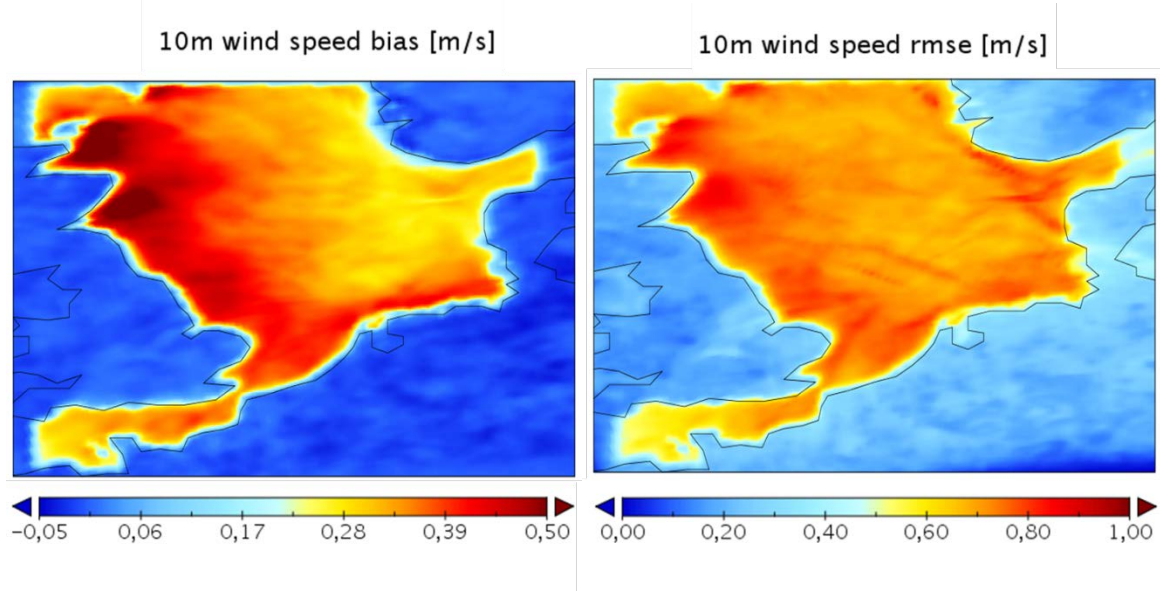 10m wind speed bias [m/s]
10m wind speed rmse [m/s]
−0,05 0,06 0,17 0,28 0,39 0,50
0,00 0,20 0,40 0,60 0,80 1,00